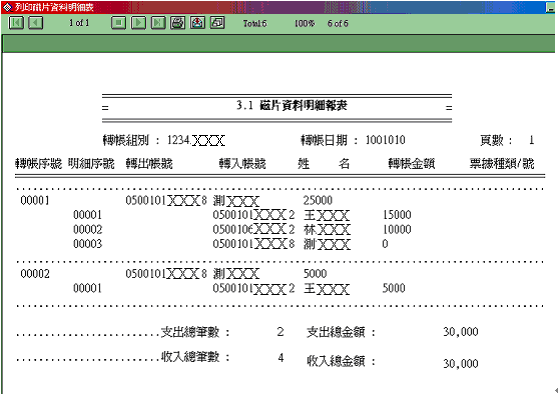 列印磁片資料明細表
1 of 1 Total:6 100% 6 of 6
3.1 磁片資料明細報表
轉帳組別 : 1234XXX 轉帳日期 : 1001010 頁數 : 1
轉帳序號 明細序號 轉出帳號 轉入帳號 姓 名 轉帳金額 票據種類/號
00001 0500101XXX8 測XXX 25000
00001 0500101XXX2 王XXX 15000
00002 0500106XXX2 林XXX 10000
00003 0500101XXX8 測XXX 0
00002 0500101XXX8 測XXX 5000
00001 0500101XXX2 王XXX 5000
........................支出總筆數 : 2 支出總金額 : 30,000
........................收入總筆數 : 4 收入總金額 : 30,000